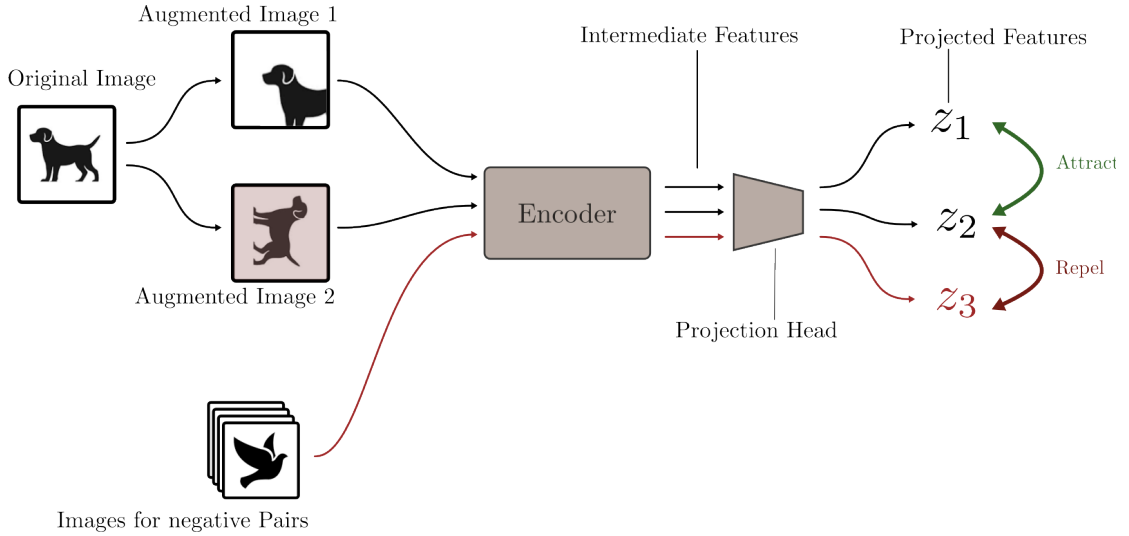 Augmented Image 1
Original Image
Augmented Image 2
Images for negative Pairs
Encoder
Intermediate Features
Projection Head
Projected Features
z1
z2
z3
Attract
Repel